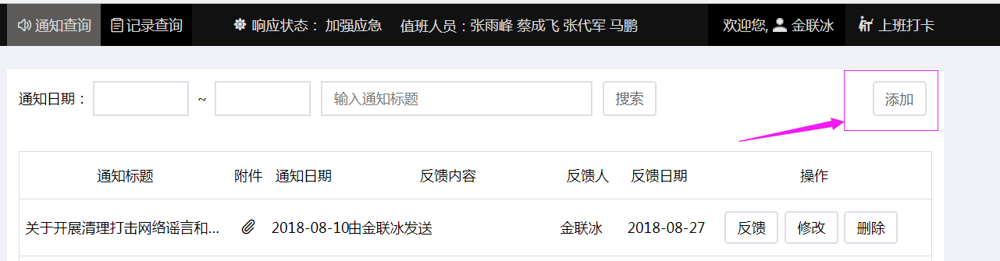 通知查询 记录查询 响应状态： 加强应急 值班人员：张雨峰 蔡成飞 张代军 马鹏 欢迎您, 金联冰 上班打卡
通知日期： ~ 输入通知标题 搜索 添加
通知标题 附件 通知日期 反馈内容 反馈人 反馈日期 操作
关于开展清理打击网络谣言和... 2018-08-10由金联冰发送 金联冰 2018-08-27 反馈 修改 删除